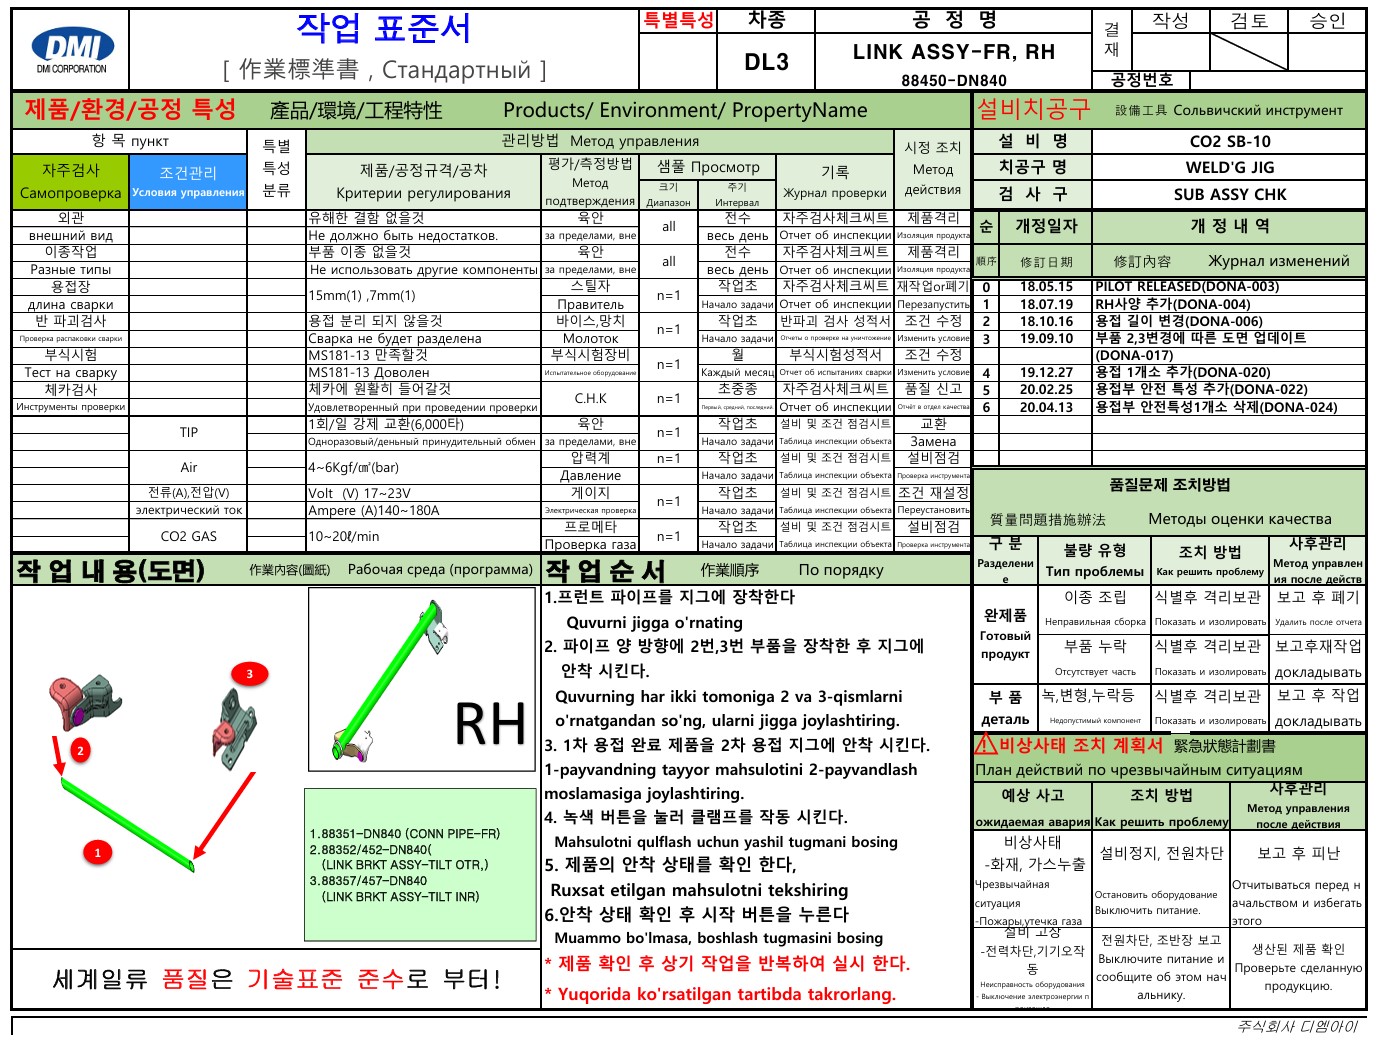 DMI
DMI CORPORATION
작업 표준서
[ 作業標準書 , Стандартный ]
특별특성
차종
DL3
공 정 명
LINK ASSY-FR, RH
88450-DN840
결재
작성
검토
승인
공정번호
제품/환경/공정 특성 產品/環境/工程特性 Products/ Environment/ PropertyName
항 목 пункт
특별
특성
분류
관리방법 Метод управления
자주검사
Самопроверка
조건관리
Условия управления
제품/공정규격/공차
Критерии регулирования
평가/측정방법
Метод
подтверждения
샘플 Просмотр
크기
Диапазон
주기
Интервал
기록
Журнал проверки
시정 조치
Метод
действия
외관 유해한 결함 없을것 육안 all 전수 자주검사체크씨트 제품격리
внешний вид Не должно быть недостатков. за пределами, вне весь день Отчет об инспекции Изоляция продукта
이종작업 부품 이종 없을것 육안 all 전수 자주검사체크씨트 제품격리
Разные типы Не использовать другие компоненты за пределами, вне весь день Отчет об инспекции Изоляция продукта
용접장 15mm(1) ,7mm(1) 스틸자 n=1 작업초 자주검사체크씨트 재작업or폐기
длина сварки Правитель Начало задачи Отчет об инспекции Перезапустить
반 파괴검사 용접 분리 되지 않을것 바이스,망치 n=1 작업초 반파괴 검사 성적서 조건 수정
Проверка распаковки сварки Сварка не будет разделена Молоток Начало задачи Отчеты о проверке на уничтожение Изменить условие
부식시험 MS181-13 만족할것 부식시험장비 n=1 월 부식시험성적서 조건 수정
Тест на сварку MS181-13 Доволен Испытательное оборудование Каждый месяц Отчет об испытаниях сварки Изменить условие
체카검사 체카에 원활히 들어갈것 C.H.K n=1 초중종 자주검사체크씨트 품질 신고
Инструменты проверки Удовлетворенный при проведении проверки Первый, средний, последний Отчет об инспекции Отчёт в отдел качества
TIP 1회/일 강제 교환(6,000타) 육안 n=1 작업초 설비 및 조건 점검시트 교환
Одноразовый/деньный принудительный обмен за пределами, вне Начало задачи Таблица инспекции объекта Замена
Air 4~6Kgf/㎠(bar) 압력계 n=1 작업초 설비 및 조건 점검시트 설비점검
Давление Начало задачи Таблица инспекции объекта Проверка инструмента
전류(A),전압(V) Volt (V) 17~23V 게이지 n=1 작업초 설비 및 조건 점검시트 조건 재설정
электрический ток Ampere (A)140~180A Электрическая проверка Начало задачи Таблица инспекции объекта Переустановить
CO2 GAS 10~20ℓ/min 프로메타 n=1 작업초 설비 및 조건 점검시트 설비점검
Проверка газа Начало задачи Таблица инспекции объекта Проверка инструмента
설비치공구 設備工具 Сольвичский инструмент
설 비 명 CO2 SB-10
치공구 명 WELD'G JIG
검 사 구 SUB ASSY CHK
순 개정일자 개 정 내 역
順序 修訂日期 修訂內容 Журнал изменений
0 18.05.15 PILOT RELEASED(DONA-003)
1 18.07.19 RH사양 추가(DONA-004)
2 18.10.16 용접 길이 변경(DONA-006)
3 19.09.10 부품 2,3변경에 따른 도면 업데이트
(DONA-017)
4 19.12.27 용접 1개소 추가(DONA-020)
5 20.02.25 용접부 안전 특성 추가(DONA-022)
6 20.04.13 용접부 안전특성1개소 삭제(DONA-024)
품질문제 조치방법
質量問題措施辦法 Методы оценки качества
구 분
Разделени
е
불량 유형
Тип проблемы
조치 방법
Как решить проблему
사후관리
Метод управлен
ия после действ
완제품
Готовый
продукт
이종 조립 식별후 격리보관 보고 후 폐기
Неправильная сборка Показать и изолировать Удалить после отчета
부품 누락 식별후 격리보관 보고후재작업
Отсутствует часть Показать и изолировать докладывать
부 품
деталь
녹,변형,누락등 식별후 격리보관 보고 후 작업
Недопустимый компонент Показать и изолировать докладывать
비상사태 조치 계획서 緊急狀態計劃書
План действий по чрезвычайным ситуациям
예상 사고
ожидаемая авария
조치 방법
Как решить проблему
사후관리
Метод управления
после действия
비상사태
-화재, 가스누출
Чрезвычайная
ситуация
-Пожары,утечка газа
설비정지, 전원차단
Остановить оборудование
Выключить питание.
보고 후 피난
Отчитываться перед н
ачальством и избегать
этого
설비 고장
-전력차단,기기오작
동
Неисправность оборудования
- Выключение электроэнергии п
전원차단, 조반장 보고
Выключите питание и
сообщите об этом нач
альнику.
생산된 제품 확인
Проверьте сделанную
продукцию.
작 업 내 용(도면) 作業內容(圖紙) Рабочая среда (программа)
2
3
1
RH
1.88351-DN840 (CONN PIPE-FR)
2.88352/452-DN840(
(LINK BRKT ASSY-TILT OTR,)
3.88357/457-DN840
(LINK BRKT ASSY-TILT INR)
세계일류 품질은 기술표준 준수로 부터!
작 업 순 서 作業順序 По порядку
1.프런트 파이프를 지그에 장착한다
Quvurni jigga o'rnating
2. 파이프 양 방향에 2번,3번 부품을 장착한 후 지그에
안착 시킨다.
Quvurning har ikki tomoniga 2 va 3-qismlarni
o'rnatgandan so'ng, ularni jigga joylashtiring.
3. 1차 용접 완료 제품을 2차 용접 지그에 안착 시킨다.
1-payvandning tayyor mahsulotini 2-payvandlash
moslamasiga joylashtiring.
4. 녹색 버튼을 눌러 클램프를 작동 시킨다.
Mahsulotni qulflash uchun yashil tugmani bosing
5. 제품의 안착 상태를 확인 한다,
Ruxsat etilgan mahsulotni tekshiring
6.안착 상태 확인 후 시작 버튼을 누른다
Muammo bo'lmasa, boshlash tugmasini bosing
* 제품 확인 후 상기 작업을 반복하여 실시 한다.
* Yuqorida ko'rsatilgan tartibda takrorlang.
주식회사 디엠아이